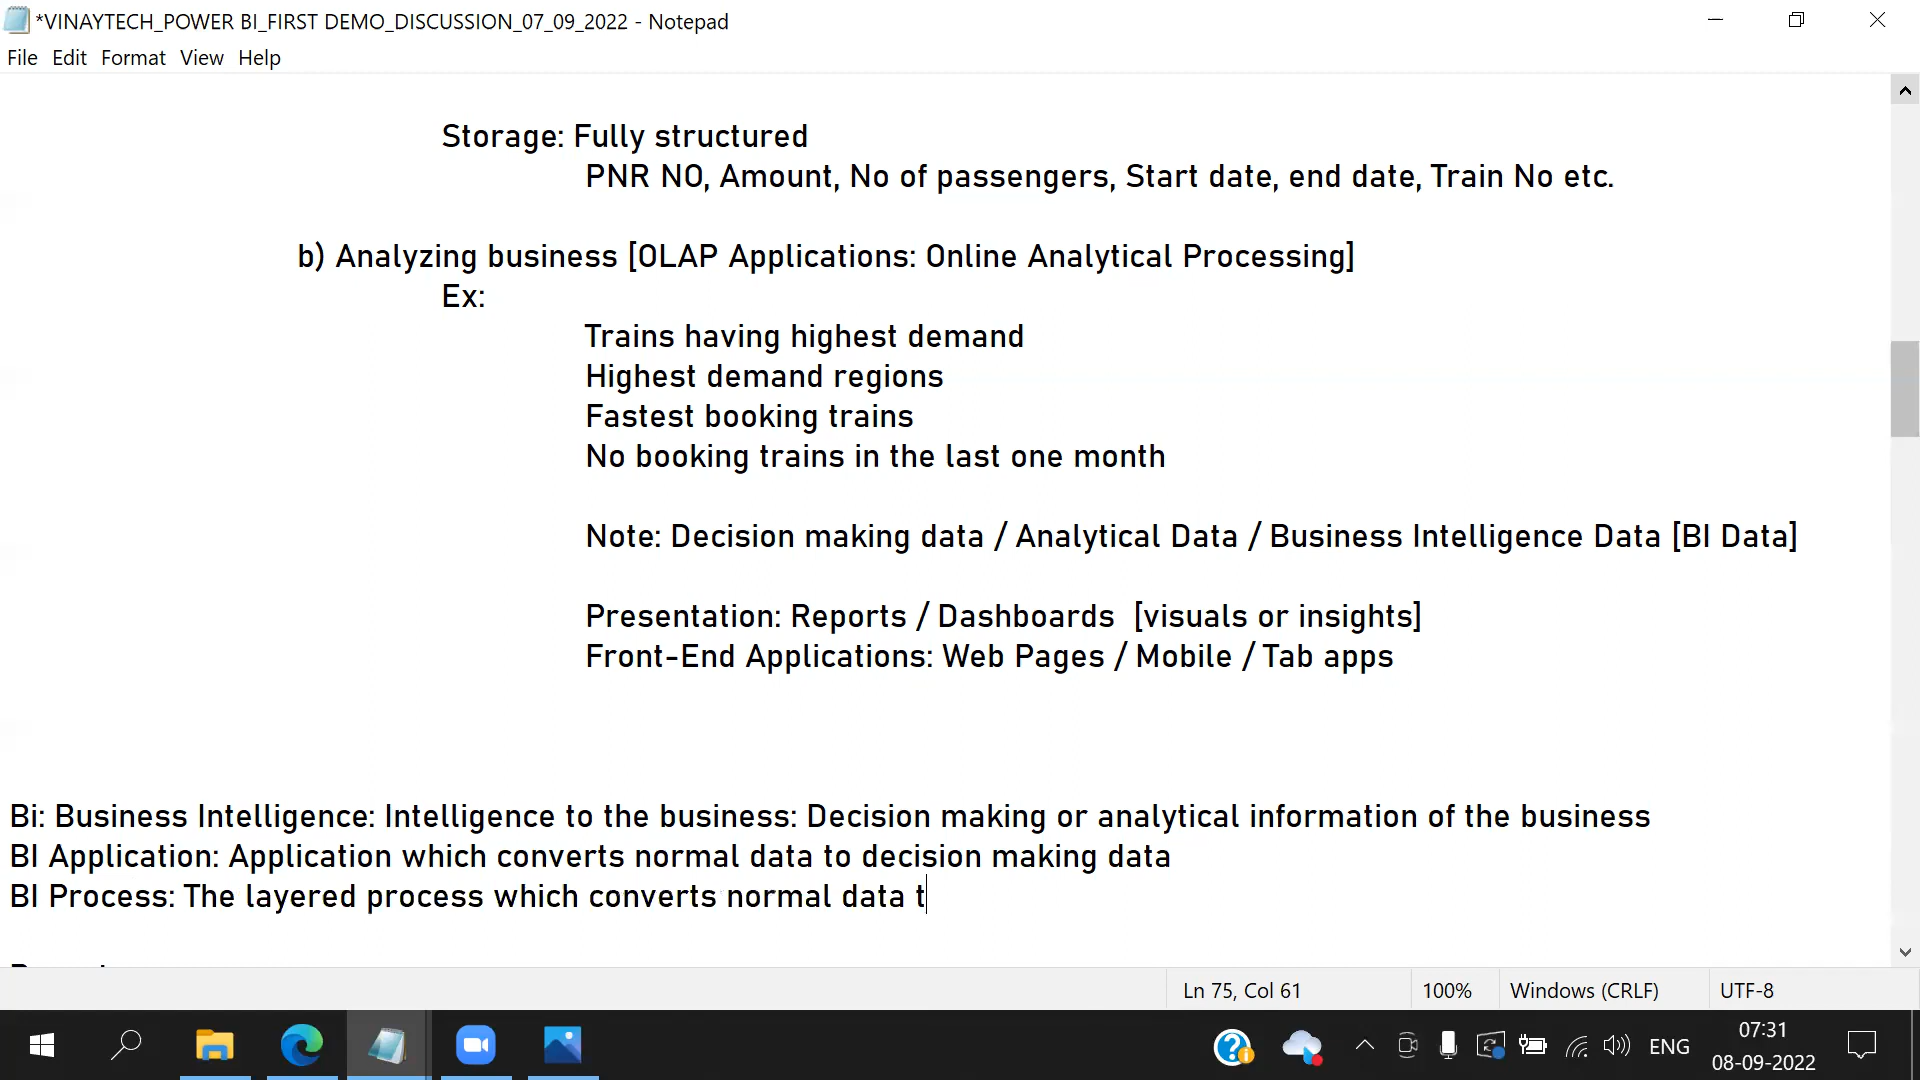 *VINAYTECH_POWER BI_FIRST DEMO_DISCUSSION_07_09_2022 - Notepad
File Edit Format View Help
Storage: Fully structured
PNR NO, Amount, No of passengers, Start date, end date, Train No etc.
b) Analyzing business [OLAP Applications: Online Analytical Processing]
Ex:
Trains having highest demand
Highest demand regions
Fastest booking trains
No booking trains in the last one month
Note: Decision making data / Analytical Data / Business Intelligence Data [BI Data]
Presentation: Reports / Dashboards [visuals or insights]
Front-End Applications: Web Pages / Mobile / Tab apps
Bi: Business Intelligence: Intelligence to the business: Decision making or analytical information of the business
BI Application: Application which converts normal data to decision making data
BI Process: The layered process which converts normal data t
Ln 75, Col 61 100% Windows (CRLF) UTF-8
ENG 07:31
08-09-2022